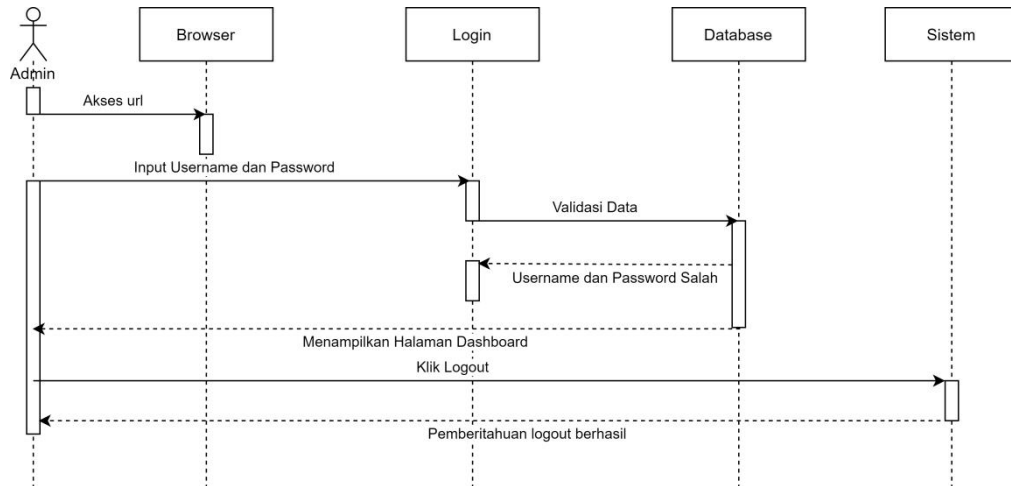 Browser
Login
Database
Sistem
Admin
Akses url
Input Username dan Password
Validasi Data
Username dan Password Salah
Menampilkan Halaman Dashboard
Klik Logout
Pemberitahuan logout berhasil